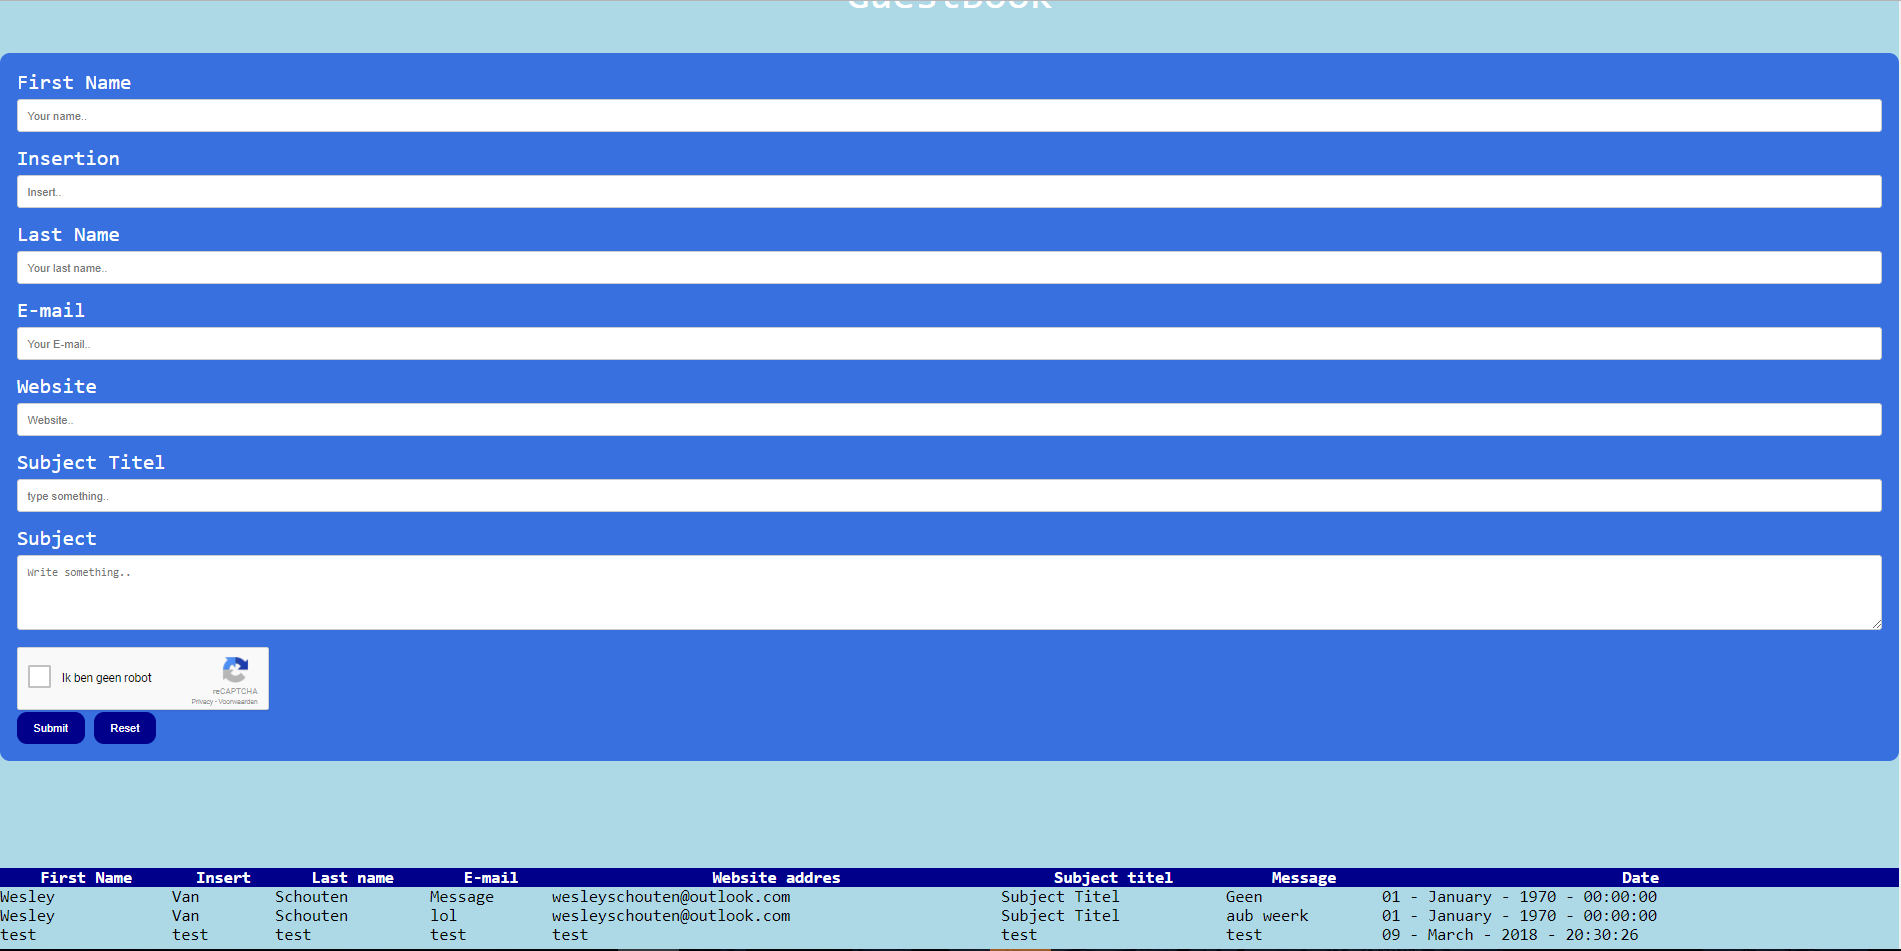 GuestBook
First Name
Your name..
Insertion
Insert..
Last Name
Your last name..
E-mail
Your E-mail..
Website
Website..
Subject Titel
type something..
Subject
Write something..
Ik ben geen robot
reCAPTCHA
Privacy - Voorwaarden
Submit Reset
First Name Insert Last name E-mail Website addres Subject titel Message Date
Wesley Van Schouten Message wesleyschouten@outlook.com Subject Titel Geen 01 - January - 1970 - 00:00:00
Wesley Van Schouten lol wesleyschouten@outlook.com Subject Titel aub weerk 01 - January - 1970 - 00:00:00
test test test test test test test 09 - March - 2018 - 20:30:26